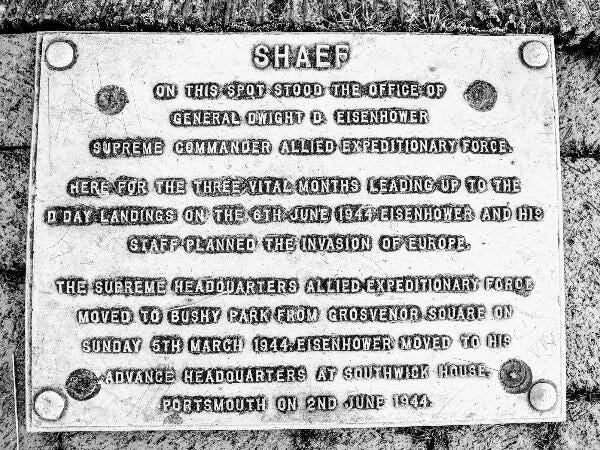 SHAEF
ON THIS SPOT STOOD THE OFFICE OF
GENERAL DWIGHT D. EISENHOWER
SUPREME COMMANDER ALLIED EXPEDITIONARY FORCE.
HERE FOR THE THREE VITAL MONTHS LEADING UP TO THE
D DAY LANDINGS ON THE 6TH JUNE 1944 EISENHOWER AND HIS
STAFF PLANNED THE INVASION OF EUROPE.
THE SUPREME HEADQUARTERS ALLIED EXPEDITIONARY FORCE
MOVED TO BUSHY PARK FROM GROSVENOR SQUARE ON
SUNDAY 5TH MARCH 1944. EISENHOWER MOVED TO HIS
ADVANCE HEADQUARTERS AT SOUTHWICK HOUSE.
PORTSMOUTH ON 2ND JUNE 1944.